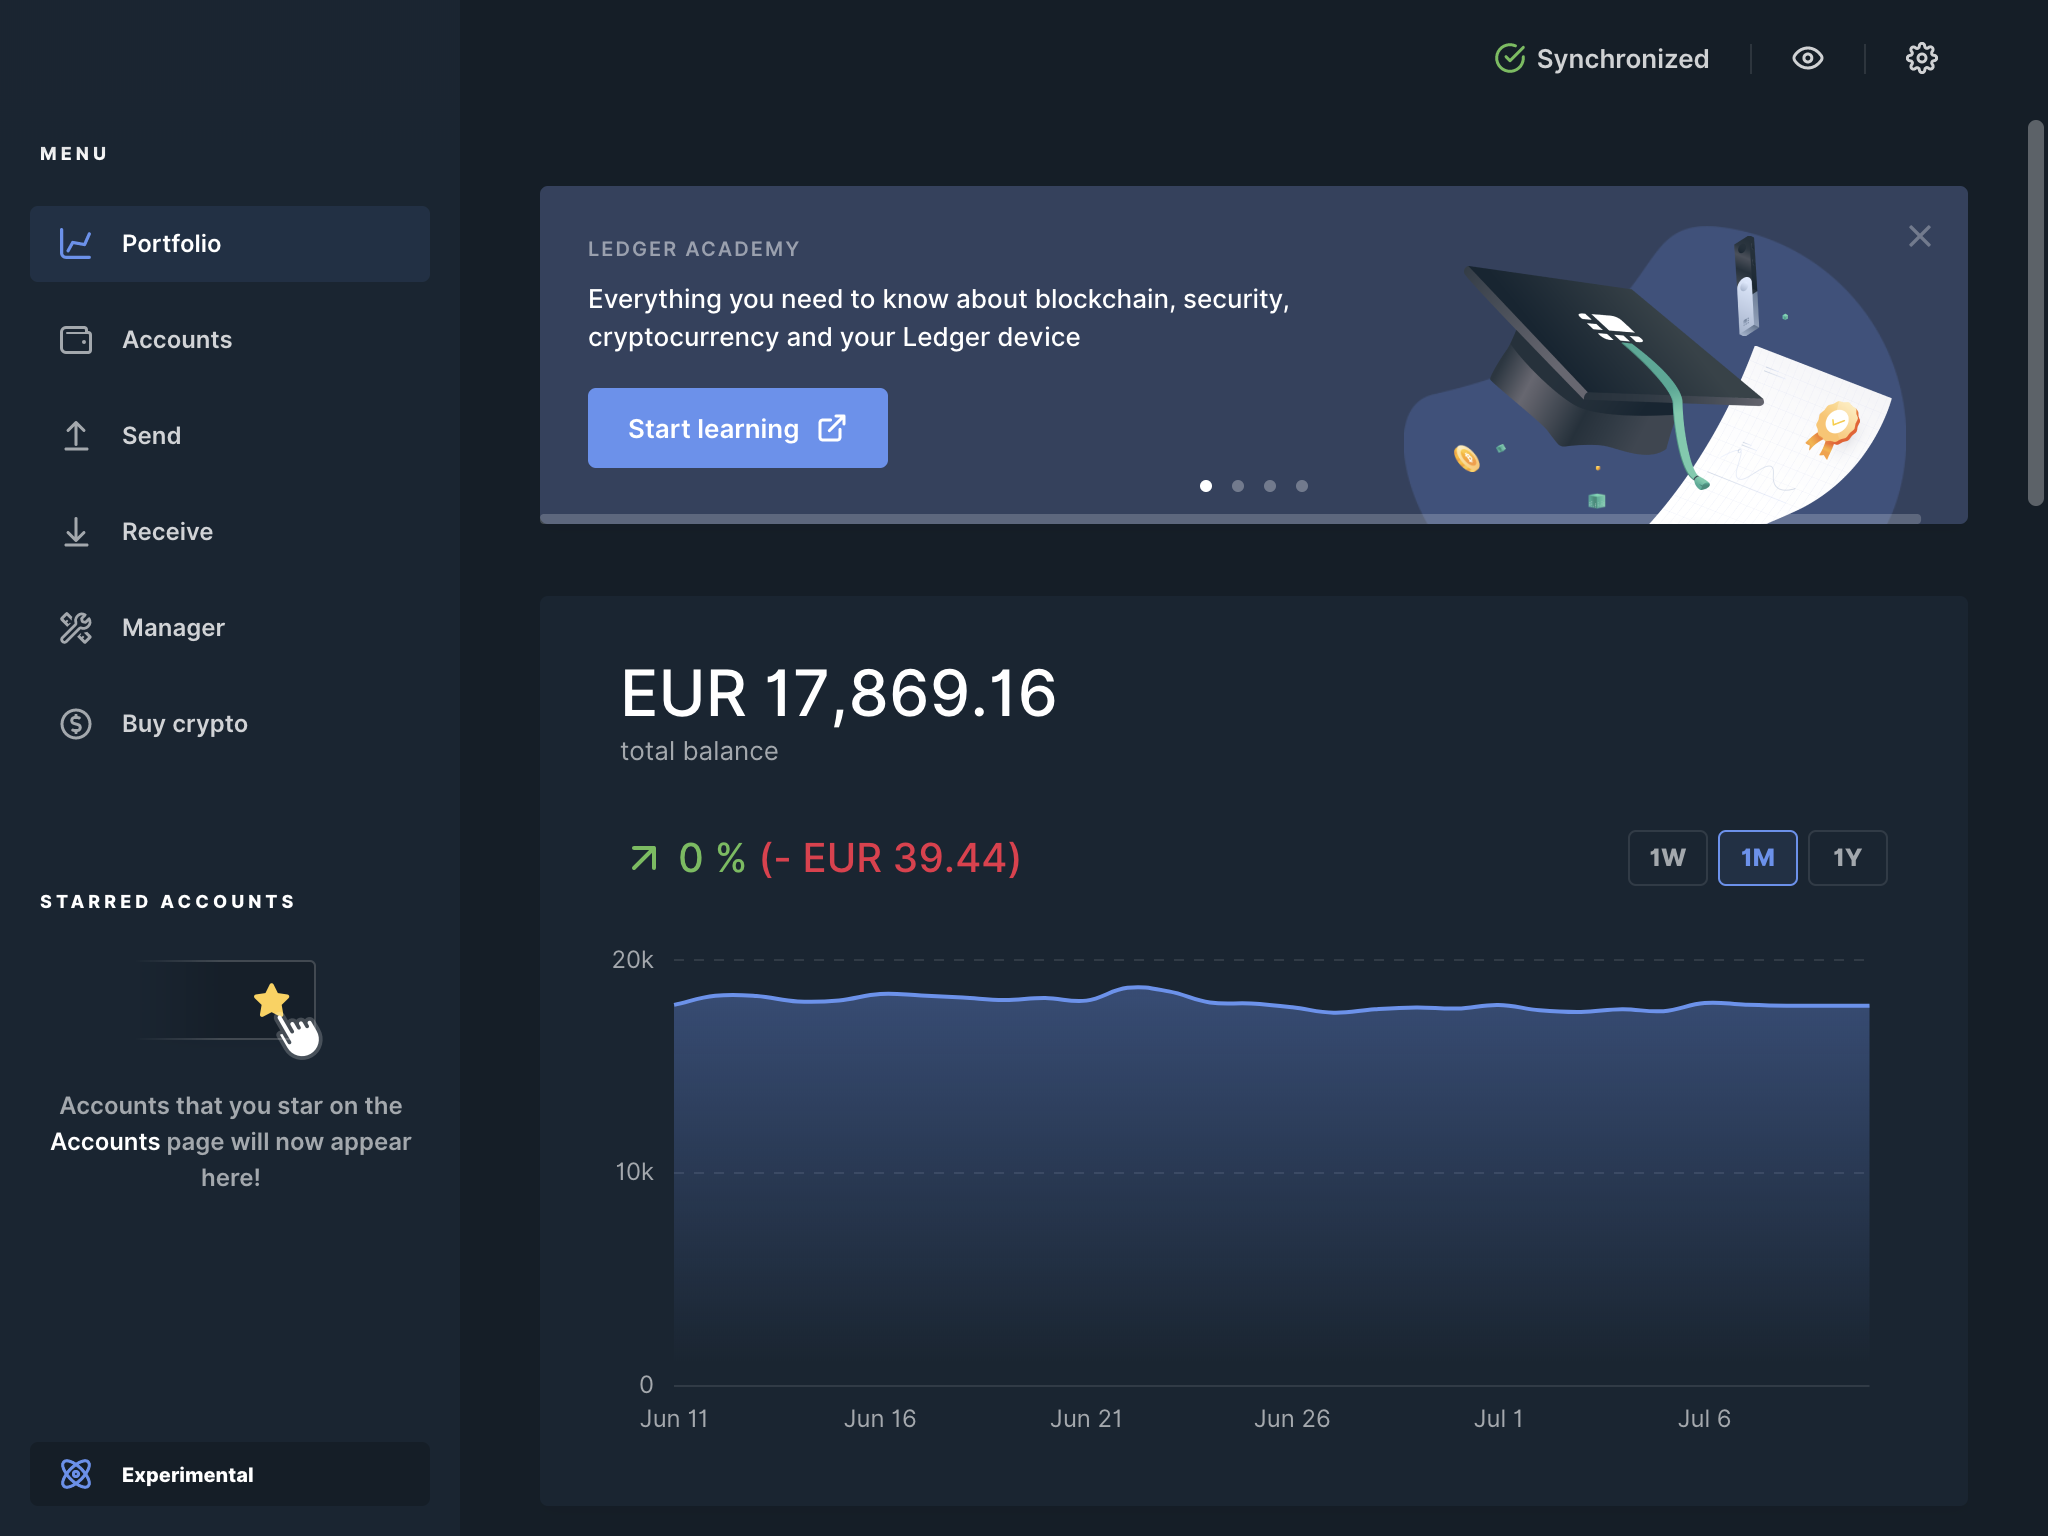 Synchronized
MENU
Portfolio
Accounts
Send
Receive
Manager
Buy crypto
STARRED ACCOUNTS
Accounts that you star on the
Accounts page will now appear
here!
Experimental
LEDGER ACADEMY
Everything you need to know about blockchain, security,
cryptocurrency and your Ledger device
Start learning
EUR 17,869.16
total balance
0 % (- EUR 39.44)
1W 1M 1Y
20k
10k
0
Jun 11 Jun 16 Jun 21 Jun 26 Jul 1 Jul 6